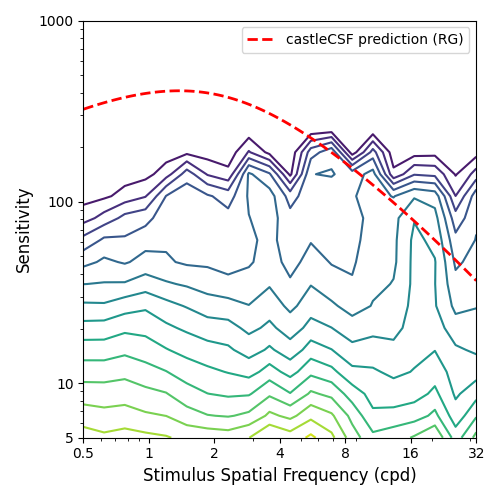 castleCSF prediction (RG)
1000
100
10
5
Sensitivity
0.5 1 2 4 8 16 32
Stimulus Spatial Frequency (cpd)